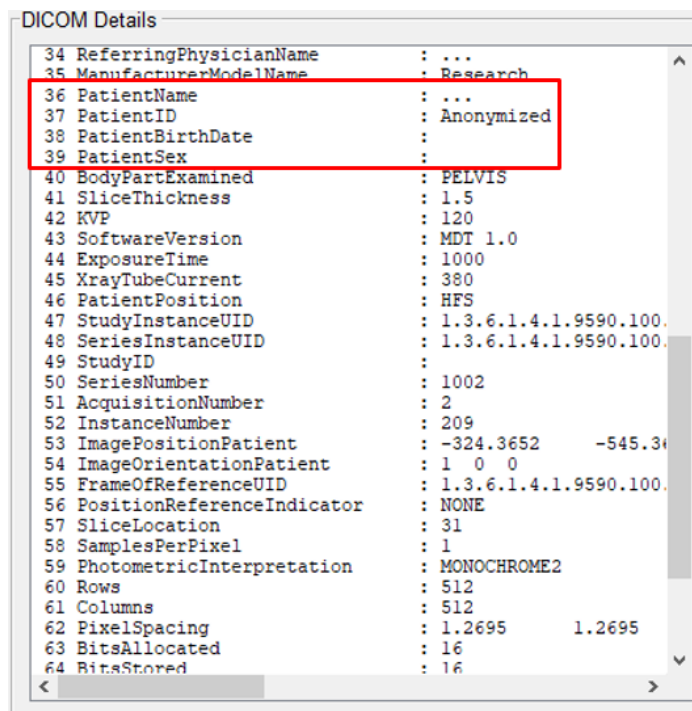 DICOM Details
34 ReferringPhysicianName : ...
35 ManufacturerModelName : Research
36 PatientName : ...
37 PatientID : Anonymized
38 PatientBirthDate :
39 PatientSex :
40 BodyPartExamined : PELVIS
41 SliceThickness : 1.5
42 KVP : 120
43 SoftwareVersion : MDT 1.0
44 ExposureTime : 1000
45 XrayTubeCurrent : 380
46 PatientPosition : HFS
47 StudyInstanceUID : 1.3.6.1.4.1.9590.100.
48 SeriesInstanceUID : 1.3.6.1.4.1.9590.100.
49 StudyID :
50 SeriesNumber : 1002
51 AcquisitionNumber : 2
52 InstanceNumber : 209
53 ImagePositionPatient : -324.3652 -545.36
54 ImageOrientationPatient : 1 0 0
55 FrameOfReferenceUID : 1.3.6.1.4.1.9590.100.
56 PositionReferenceIndicator : NONE
57 SliceLocation : 31
58 SamplesPerPixel : 1
59 PhotometricInterpretation : MONOCHROME2
60 Rows : 512
61 Columns : 512
62 PixelSpacing : 1.2695 1.2695
63 BitsAllocated : 16
64 BitsStored : 16